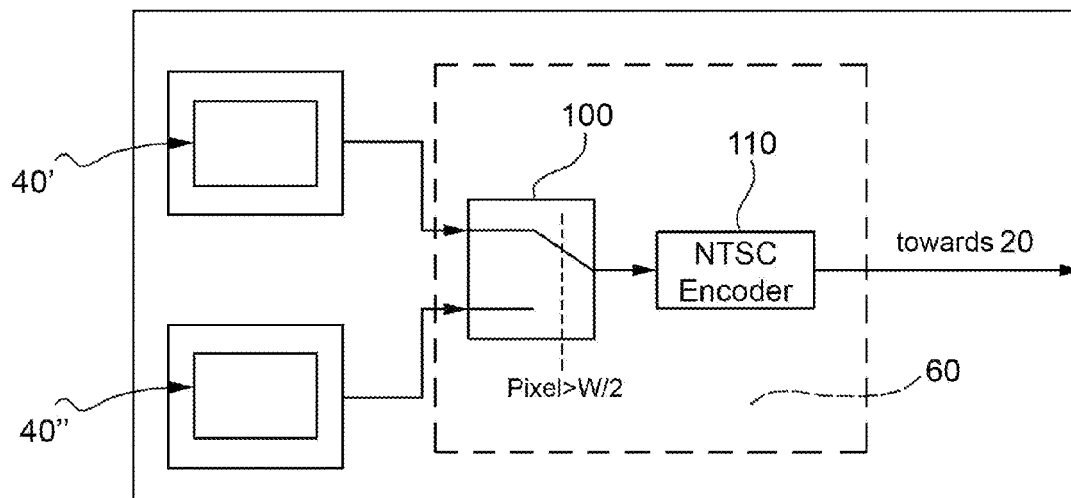 100
110
40’
NTSC
Encoder
towards 20
Pixel>W/2
60
40”